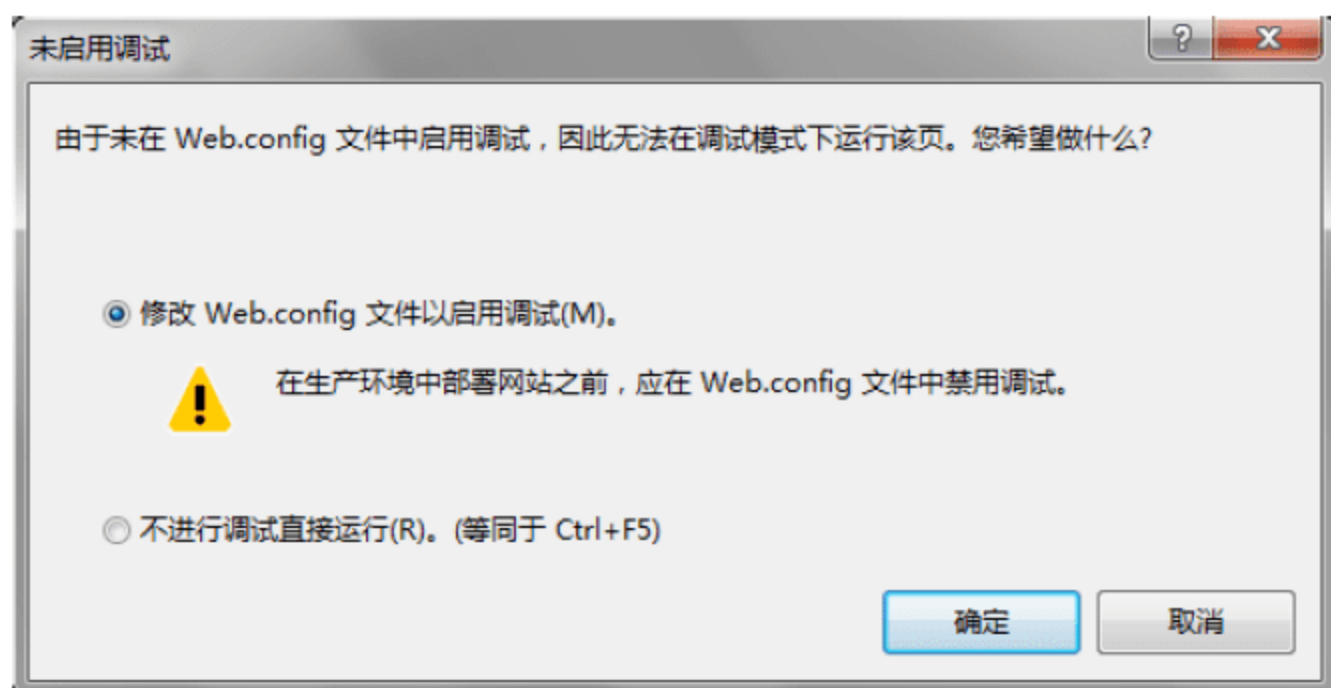 未启用调试
由于未在 Web.config 文件中启用调试，因此无法在调试模式下运行该页。您希望做什么?
修改 Web.config 文件以启用调试(M)。
在生产环境中部署网站之前，应在 Web.config 文件中禁用调试。
不进行调试直接运行(R)。(等同于 Ctrl+F5)
确定 取消